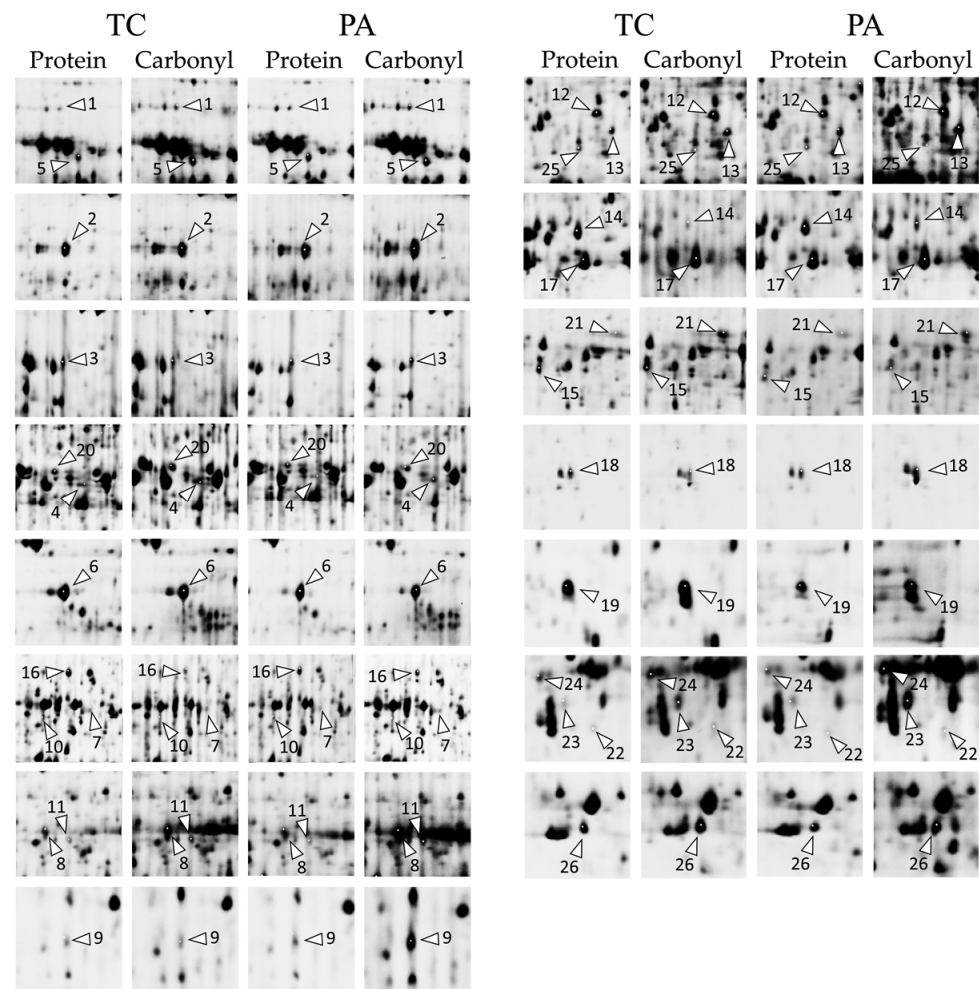 TC PA TC PA
Protein Carbonyl Protein Carbonyl Protein Carbonyl Protein Carbonyl
1 1 1 1
5 5 5 5
2 2 2 2
3 3 3 3
20 20 20 20
4 4 4 4
6 6 6 6
16 16 16 16
10 7 10 7 10 7 10 7
11 11 11 11
8 8 8 8
9 9 9 9
12 12 12 12
25 13 25 13 25 13 25 13
14 14 14 14
17 17 17 17
21 21 21 21
15 15 15 15
18 18 18 18
19 19 19 19
24 24 24 24
23 22 23 22 23 22 23 22
26 26 26 26